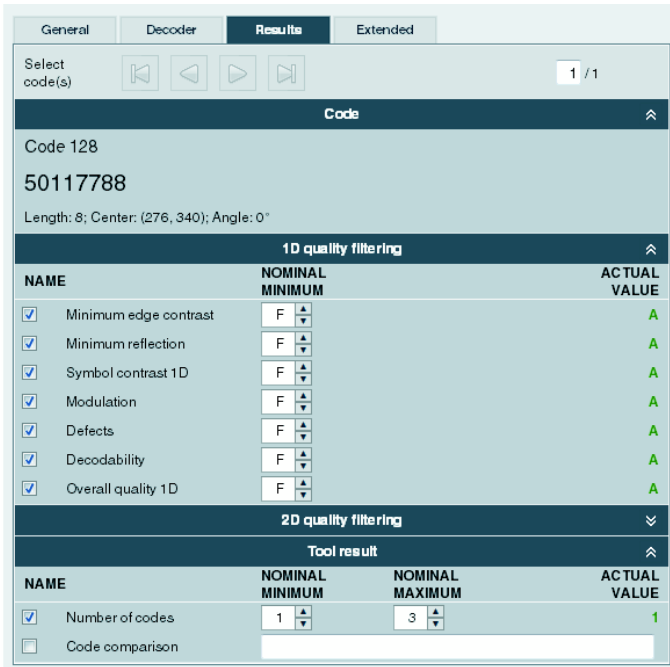 General Decoder Results Extended
Select
code(s)
1 / 1
Code
Code 128
50117788
Length: 8; Center: (276, 340); Angle: 0°
1D quality filtering
NAME NOMINAL MINIMUM ACTUAL VALUE
Minimum edge contrast F A
Minimum reflection F A
Symbol contrast 1D F A
Modulation F A
Defects F A
Decodability F A
Overall quality 1D F A
2D quality filtering
Tool result
NAME NOMINAL MINIMUM NOMINAL MAXIMUM ACTUAL VALUE
Number of codes 1 3 1
Code comparison